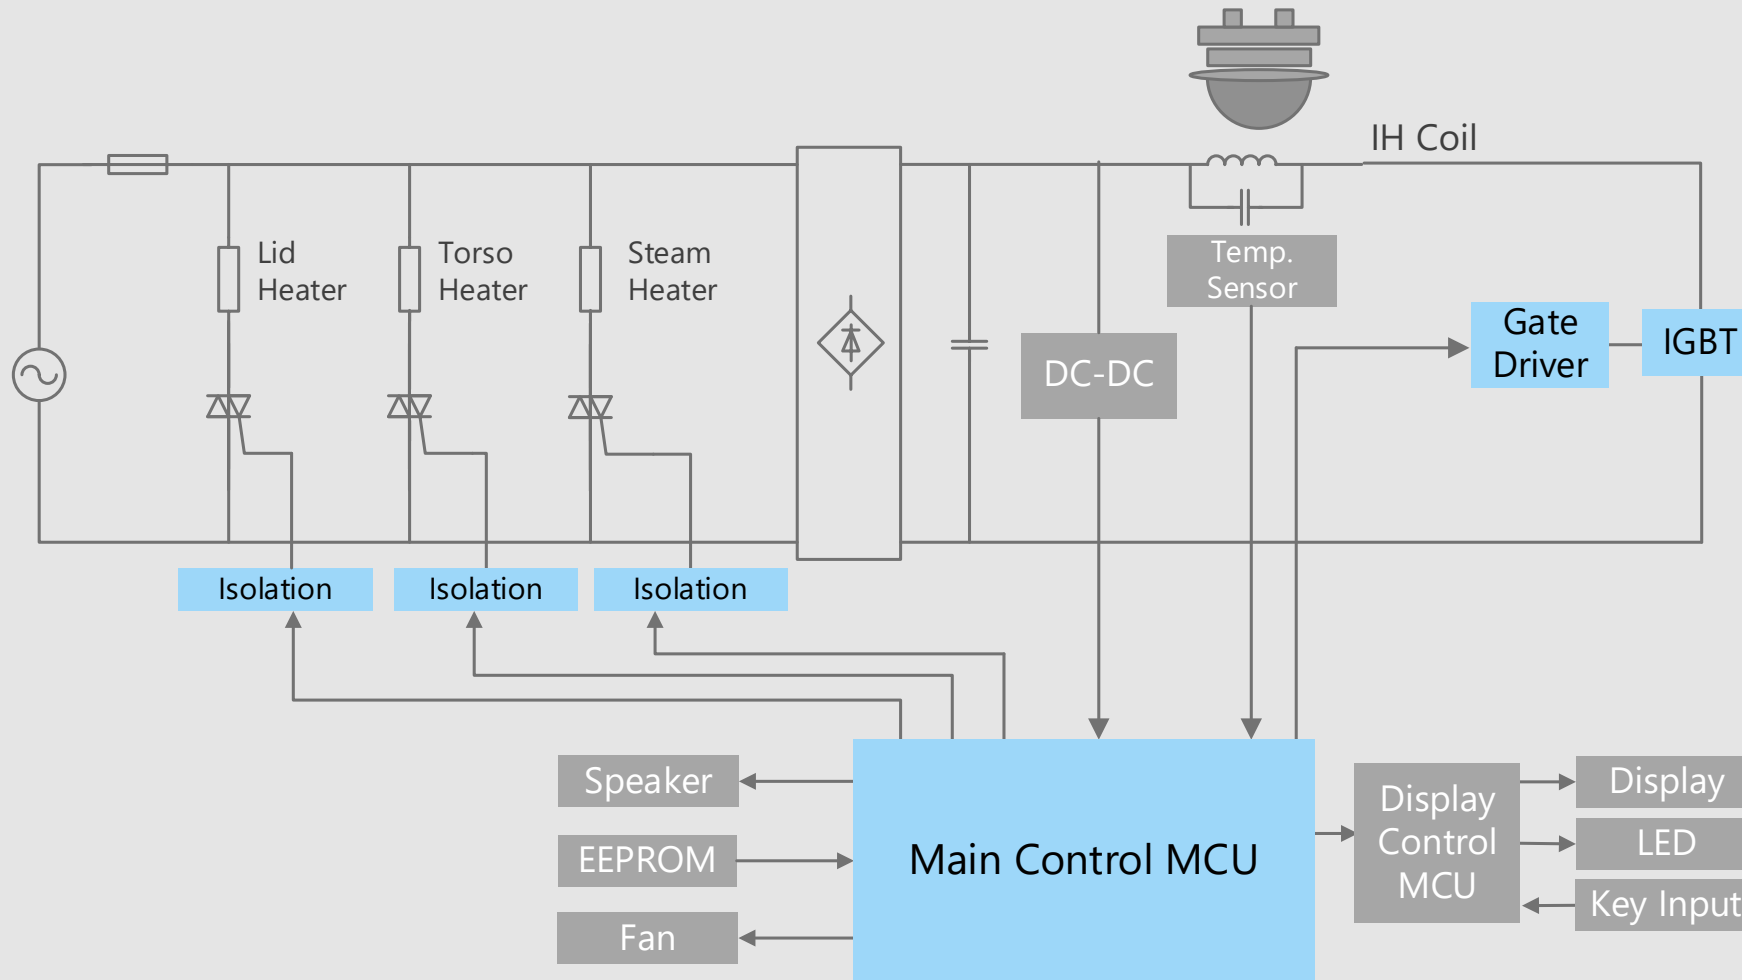 IH Coil
Lid
Heater
Torso
Heater
Steam
Heater
Temp.
Sensor
DC-DC
Gate
Driver
IGBT
Isolation
Isolation
Isolation
Speaker
EEPROM
Fan
Main Control MCU
Display
Control
MCU
Display
LED
Key Input